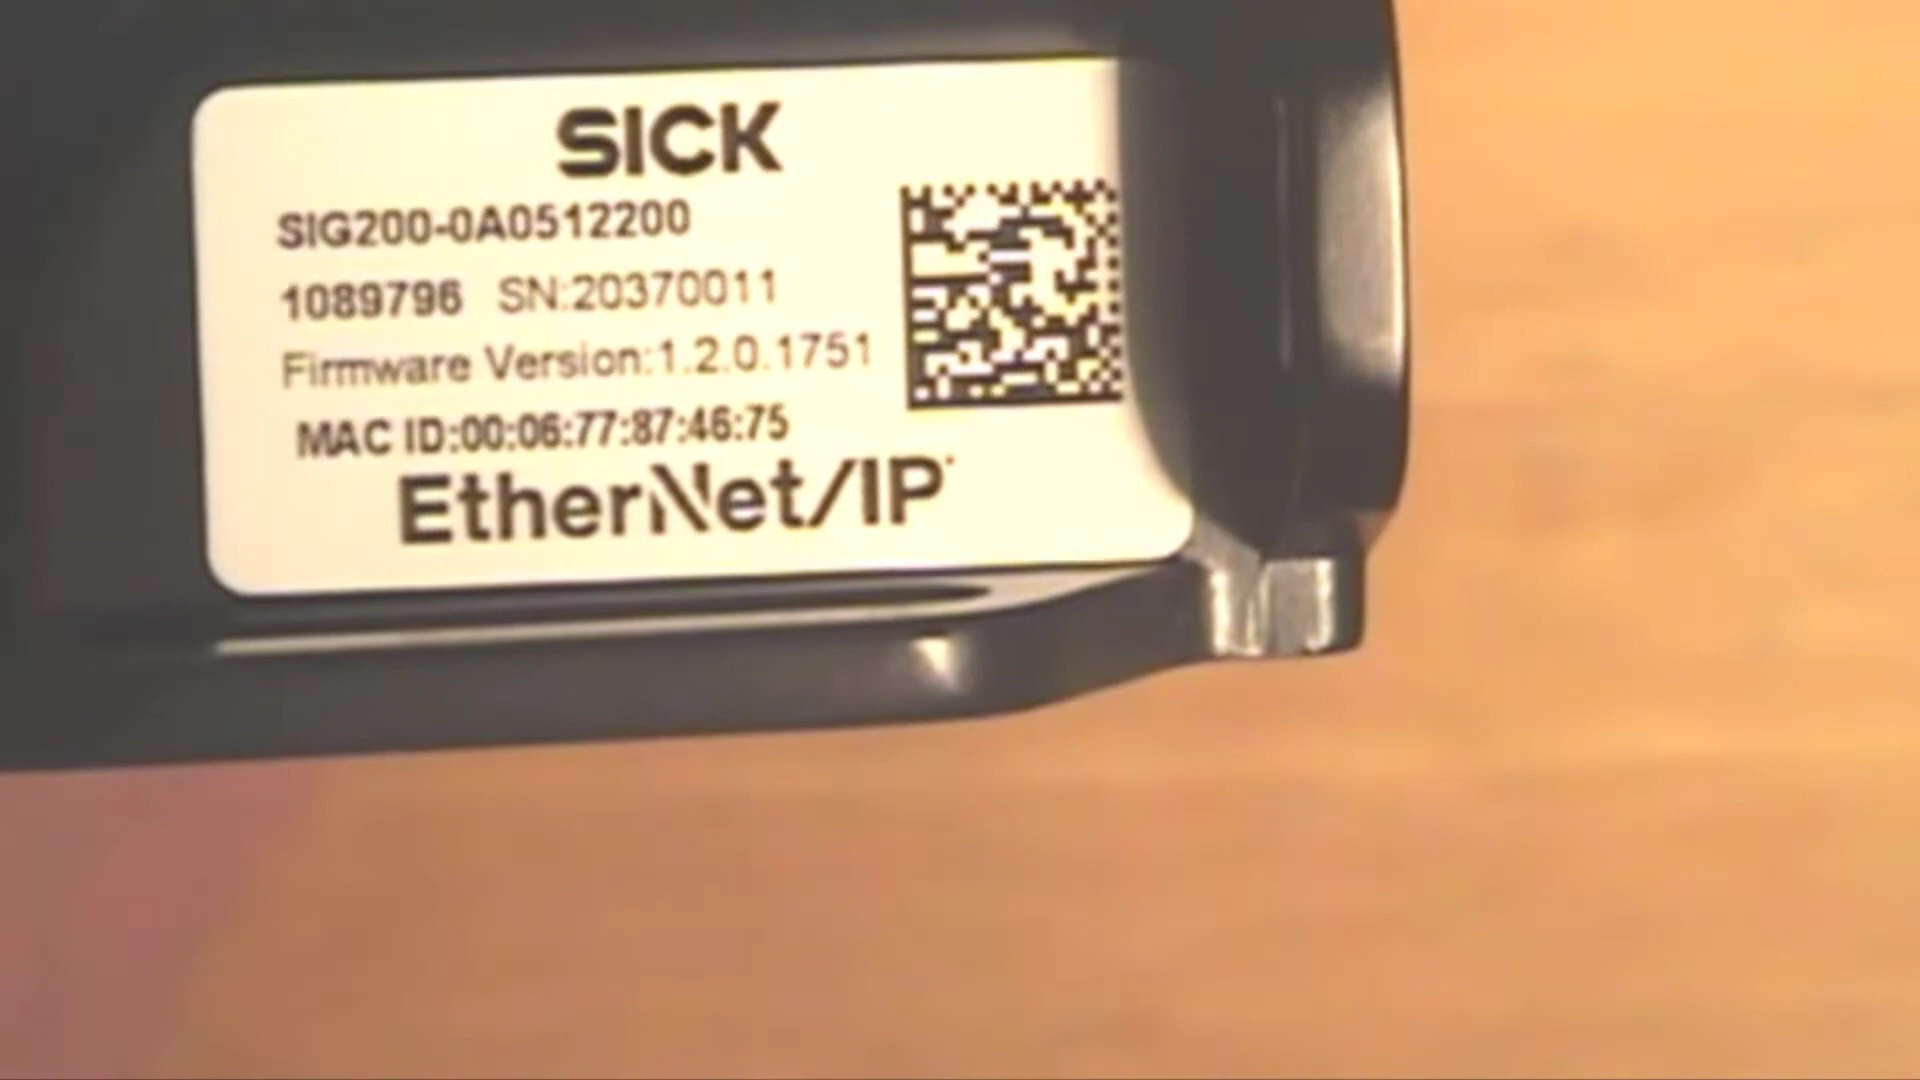 SICK
SIG200-0A0512200
1089796 SN:20370011
Firmware Version:1.2.0.1751
MAC ID:00:06:77:87:46:75
EtherNet/IP